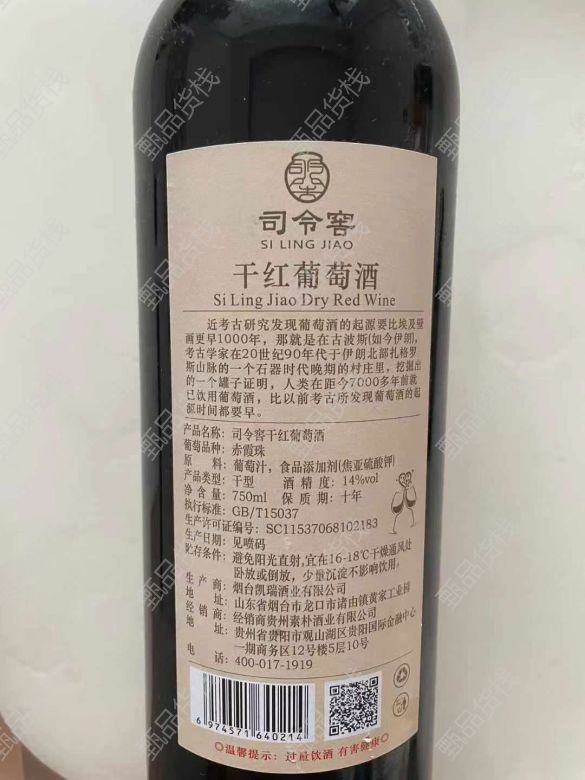 司令窖
SI LING JIAO
干红葡萄酒
Si Ling Jiao Dry Red Wine
近考古研究发现葡萄酒的起源要比埃及壁
画更早1000年，那就是在古波斯(如今伊朗)，
考古学家在20世纪90年代于伊朗北部扎格罗
斯山脉的一个石器时代晚期的村庄里，挖掘出
的一个罐子证明，人类在距今7000多年前就
已饮用葡萄酒，比以前考古所发现葡萄酒的起
源时间都要早。
产品名称：司令窖干红葡萄酒
葡萄品种：赤霞珠
原 料：葡萄汁，食品添加剂(焦亚硫酸钾)
产品类型：干型 酒 精 度：14%vol
净 含 量：750ml 保 质 期：十年
执行标准：GB/T15037
生产许可证编号：SC11537068102183
生产日期：见喷码
贮存条件：避免阳光直射,宜在16-18℃干燥通风处
卧放或倒放，少量沉淀不影响饮用。
生 产 商：烟台凯瑞酒业有限公司
地 址：山东省烟台市龙口市诸由镇黄家工业园
经 销 商：经销商贵州素朴酒业有限公司
地 址：贵州省贵阳市观山湖区贵阳国际金融中心
一期商务区12号楼5层10号
电 话：400-017-1919
6 974571 640214
温馨提示：过量饮酒 有害健康
甄品货栈